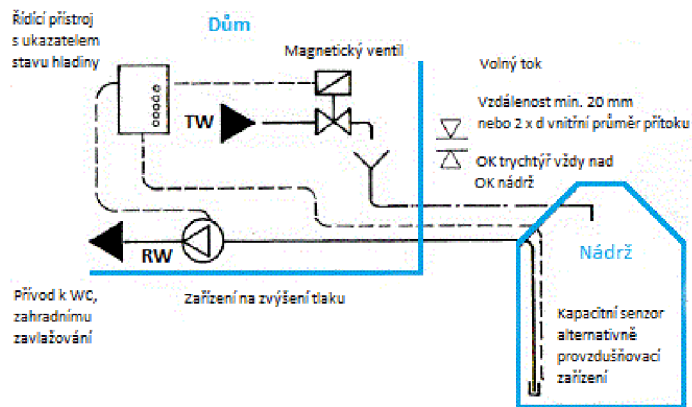 Řídící přístroj
s ukazatelem
stavu hladiny
Dům
Magnetický ventil
Volný tok
Vzdálenost min. 20 mm
nebo 2 x d vnitřní průměr přítoku
TW
OK trychtýř vždy nad
OK nádrž
Nádrž
RW
Přívod k WC,
zahradnímu
zavlažování
Zařízení na zvýšení tlaku
Kapacitní senzor
alternativně
provzdušňovací
zařízení